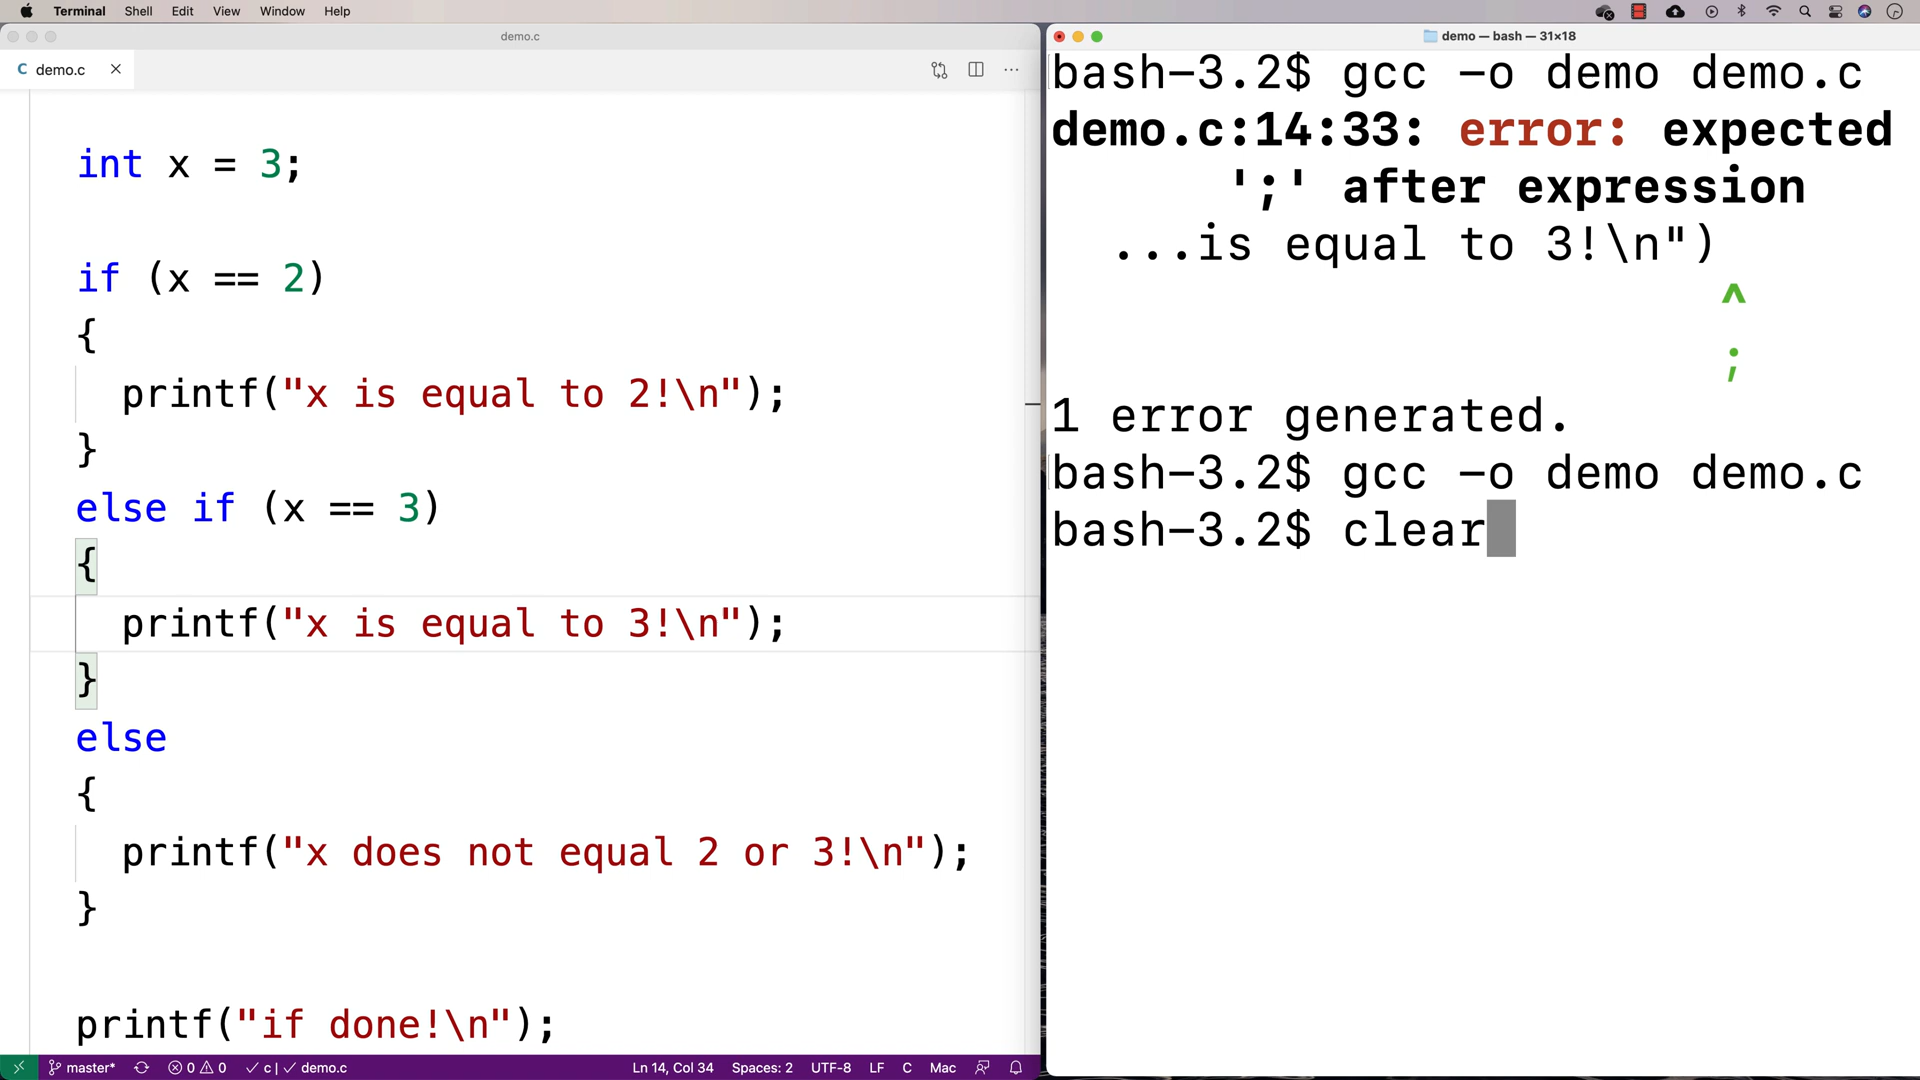 Terminal Shell Edit View Window Help
demo.c
C demo.c
int x = 3;
if (x == 2)
{
printf("x is equal to 2!\n");
}
else if (x == 3)
{
printf("x is equal to 3!\n");
}
else
{
printf("x does not equal 2 or 3!\n");
}
printf("if done!\n");
master* 0 0 c | demo.c Ln 14, Col 34 Spaces: 2 UTF-8 LF C Mac
demo — bash — 31×18
bash-3.2$ gcc -o demo demo.c
demo.c:14:33: error: expected
';' after expression
...is equal to 3!\n")
^
;
1 error generated.
bash-3.2$ gcc -o demo demo.c
bash-3.2$ clear